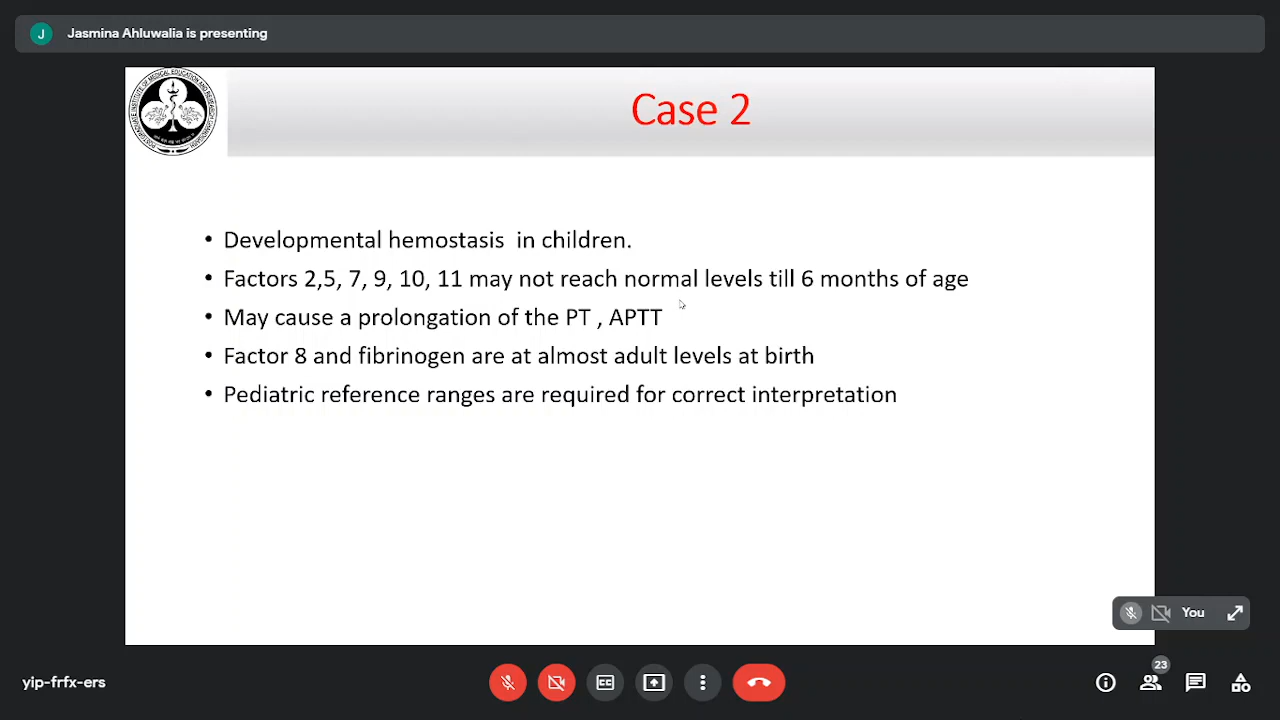 J
Jasmina Ahluwalia is presenting
Case 2
• Developmental hemostasis  in children.
• Factors 2,5, 7, 9, 10, 11 may not reach normal levels till 6 months of age
• May cause a prolongation of the PT , APTT
• Factor 8 and fibrinogen are at almost adult levels at birth
• Pediatric reference ranges are required for correct interpretation
You
yip-frfx-ers
CC
23